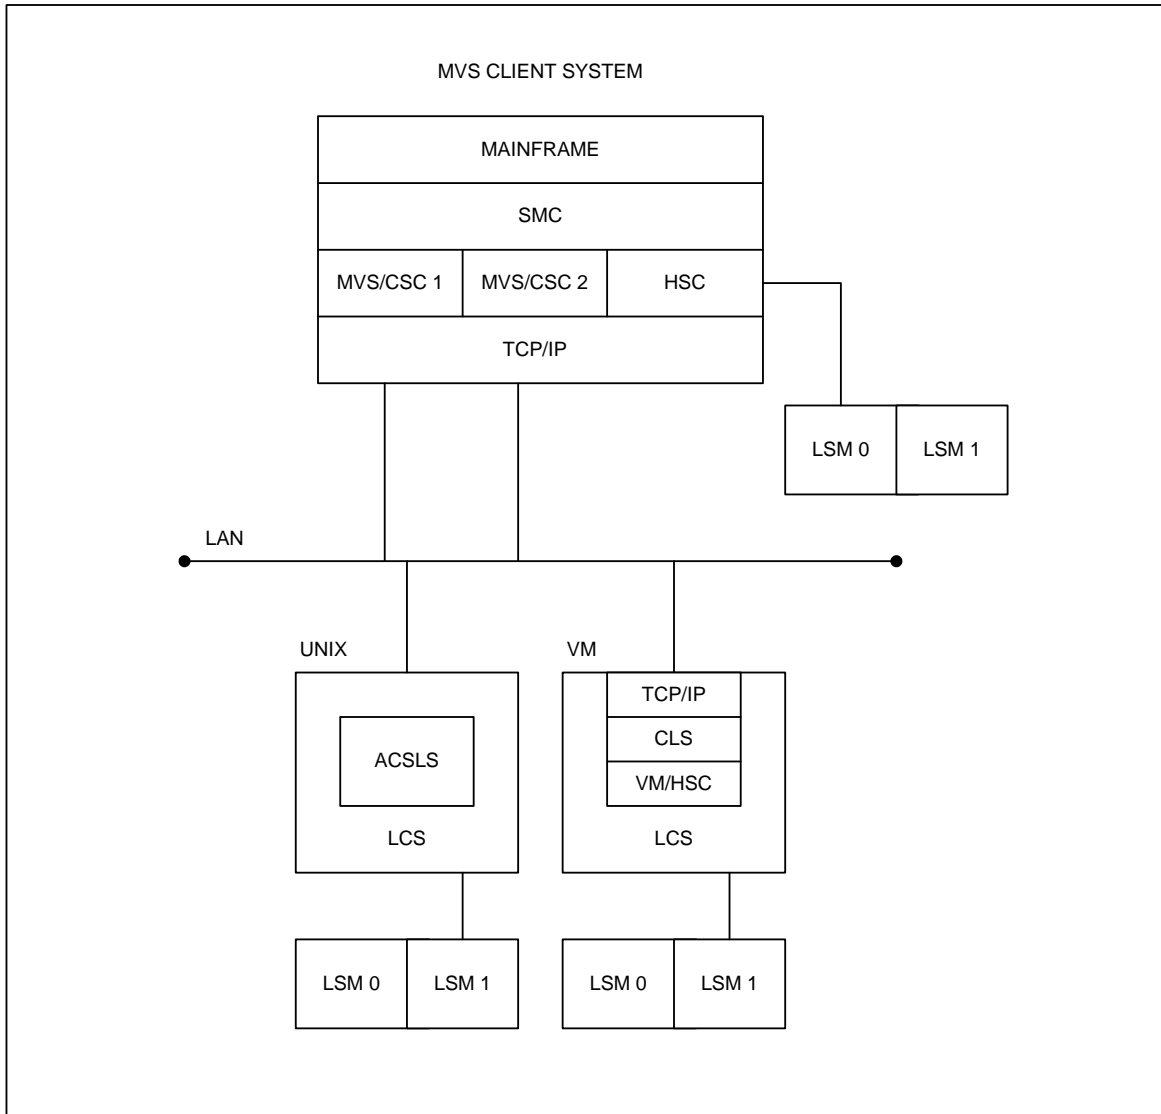 MVS CLIENT SYSTEM
MAINFRAME
SMC
MVS/CSC 1
MVS/CSC 2
HSC
TCP/IP
LSM 0
LSM 1
LAN
UNIX
VM
TCP/IP
CLS
VM/HSC
ACSLS
LCS
LCS
LSM 0
LSM 1
LSM 0
LSM 1